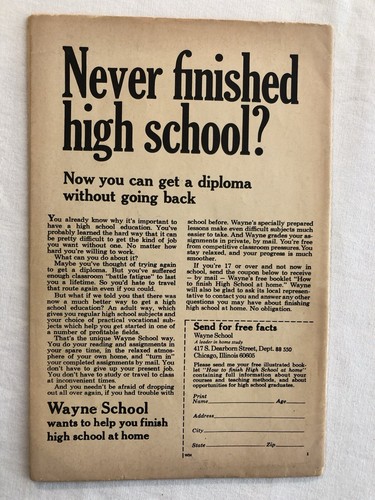 Never finished
high school?
Now you can get a diploma
without going back
You already know why it's important to
have a high school education. You've
probably learned the hard way that it can
be pretty difficult to get the kind of job
you want without one. No matter how
hard you're willing to work.
What can you do about it?
Maybe you've thought of trying again
to get a diploma. But you've suffered
enough classroom "battle fatigue" to last
you a lifetime. So you'd hate to travel
that route again even if you could.
But what if we told you that there was
now a much better way to get a high
school education? An adult way, which
gives you regular high school subjects and
your choice of practical vocational sub-
jects which help you get started in one of
a number of profitable fields.
That's the unique Wayne School way.
You do your reading and assignments in
your spare time, in the relaxed atmos-
phere of your own home, and "turn in"
your completed assignments by mail. You
don't have to give up your present job.
You don't have to study or travel to class
at inconvenient times.
And you needn't be afraid of dropping
out all over again, if you had trouble with
Wayne School
wants to help you finish
high school at home
school before. Wayne's specially prepared
lessons make even difficult subjects much
easier to take. And Wayne grades your as-
signments in private, by mail. You're free
from competitive classroom pressures. You
stay relaxed, and your progress is much
smoother.
If you're 17 or over and not now in
school, send the coupon below to receive
– by mail – Wayne's free booklet "How
to finish High School at home." Wayne
will also be glad to ask its local represen-
tative to contact you and answer any other
questions you may have about finishing
high school at home. No obligation.
Send for free facts
Wayne School
A leader in home study
417 S. Dearborn Street, Dept. BB 550
Chicago, Illinois 60605
Please send me your free illustrated book-
let "How to finish High School at Home"
containing full information about your
courses and teaching methods, and about
opportunities for high school graduates.
Print
Name Age
Address
City
State Zip